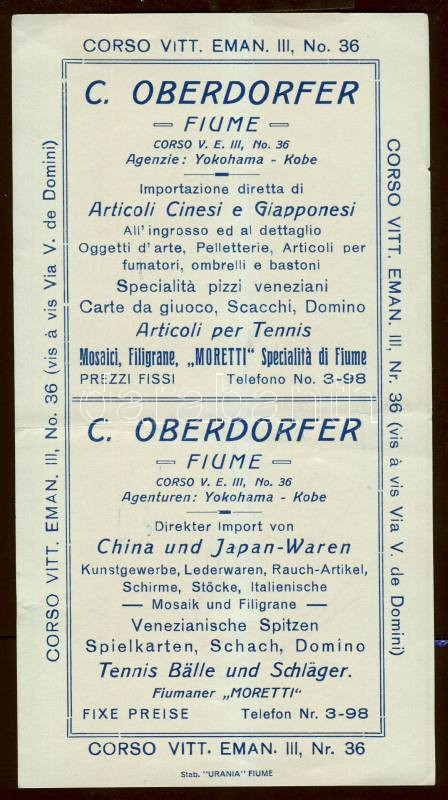 CORSO VITT. EMAN. III, No. 36
C. OBERDORFER
FIUME
CORSO V. E. III, No. 36
Agenzie: Yokohama - Kobe
Importazione diretta di
Articoli Cinesi e Giapponesi
All'ingrosso ed al dettaglio
Oggetti d'arte, Pelletterie, Articoli per
fumatori, ombrelli e bastoni
Specialità pizzi veneziani
Carte da giuoco, Scacchi, Domino
Articoli per Tennis
Mosaici, Filigrane, „MORETTI" Specialità di Fiume
PREZZI FISSI Telefono No. 3-98
darabanth
C. OBERDORFER
FIUME
CORSO V. E. III, No. 36
Agenturen: Yokohama - Kobe
Direkter Import von
China und Japan-Waren
Kunstgewerbe, Lederwaren, Rauch-Artikel,
Schirme, Stöcke, Italienische
— Mosaik und Filigrane —
Venezianische Spitzen
Spielkarten, Schach, Domino
Tennis Bälle und Schläger.
Fiumaner „MORETTI"
FIXE PREISE Telefon Nr. 3-98
CORSO VITT. EMAN. III, Nr. 36
Stab. "URANIA" FIUME
CORSO VITT. EMAN. III, No. 36 (vis à vis Via V. de Domini)
CORSO VITT. EMAN. III, Nr. 36 (vis à vis Via V. de Domini)